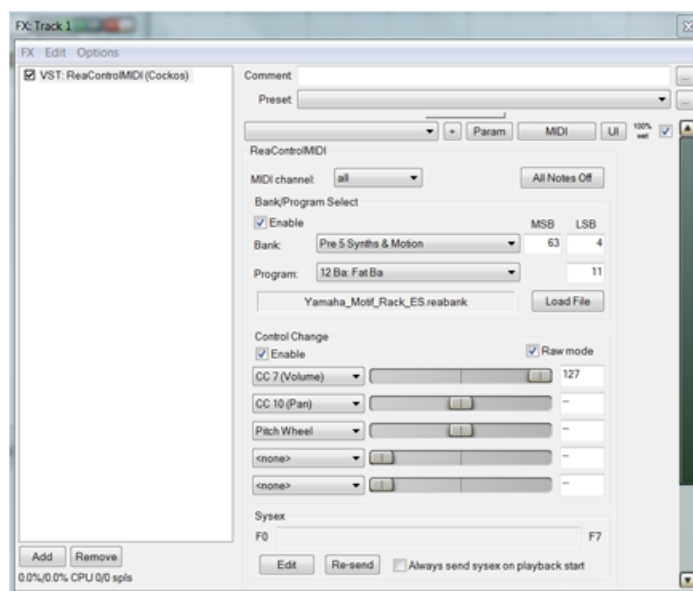 FX: Track 1
FX Edit Options
VST: ReaControlMIDI (Cockos)
Comment ...
Preset ...
+ Param MIDI UI 100% wet
ReaControlMIDI
MIDI channel: all All Notes Off
Bank/Program Select
Enable MSB LSB
Bank: Pre 5 Synths & Motion 63 4
Program: 12 Ba: Fat Ba 11
Yamaha_Motif_Rack_ES.reabank Load File
Control Change
Enable Raw mode
CC 7 (Volume) 127
CC 10 (Pan) --
Pitch Wheel --
<none> --
<none> --
Sysex
F0 F7
Edit Re-send Always send sysex on playback start
Add Remove
0.0%/0.0% CPU 0/0 spls